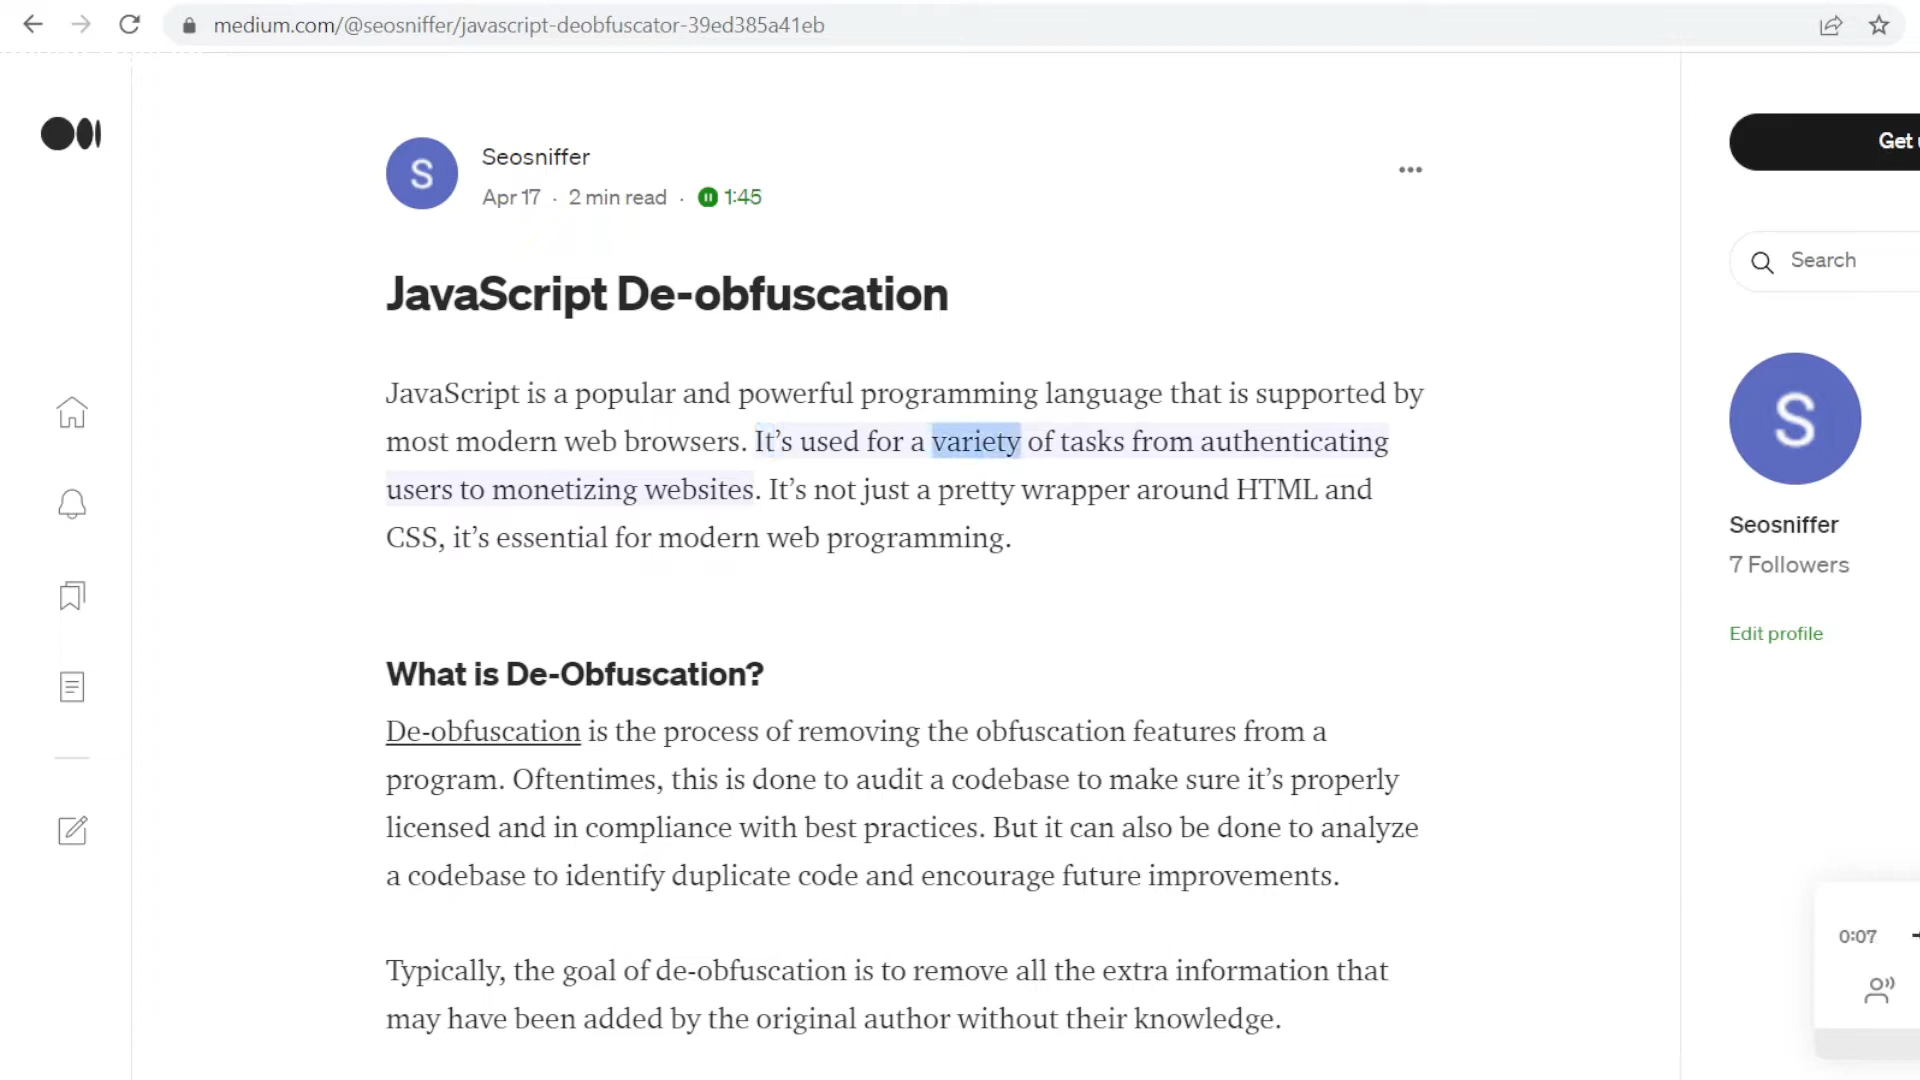 medium.com/@seosniffer/javascript-deobfuscator-39ed385a41eb
S
Seosniffer
Apr 17 · 2 min read · 1:45
JavaScript De-obfuscation
JavaScript is a popular and powerful programming language that is supported by
most modern web browsers. It’s used for a variety of tasks from authenticating
users to monetizing websites. It’s not just a pretty wrapper around HTML and
CSS, it’s essential for modern web programming.
What is De-Obfuscation?
De-obfuscation is the process of removing the obfuscation features from a
program. Oftentimes, this is done to audit a codebase to make sure it’s properly
licensed and in compliance with best practices. But it can also be done to analyze
a codebase to identify duplicate code and encourage future improvements.
Typically, the goal of de-obfuscation is to remove all the extra information that
may have been added by the original author without their knowledge.
Get
Search
S
Seosniffer
7 Followers
Edit profile
0:07